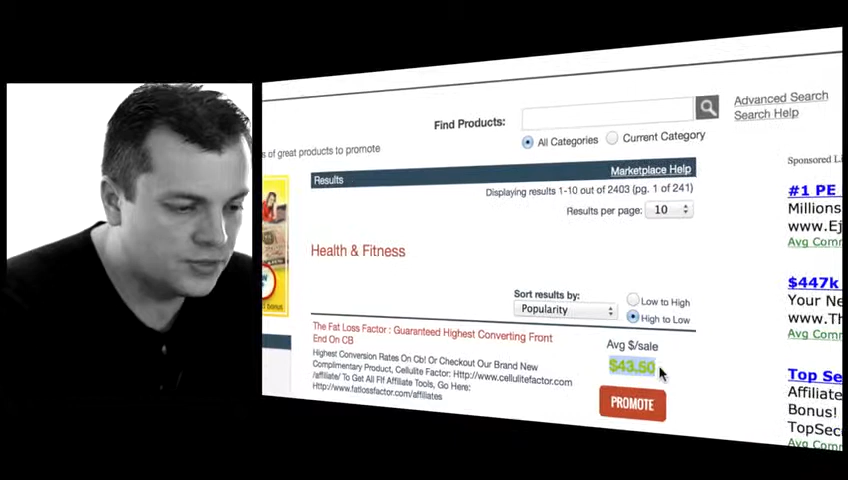 Find Products:
Advanced Search
Search Help
All Categories
Current Category
s of great products to promote
Results
Marketplace Help
Displaying results 1-10 out of 2403 (pg. 1 of 241)
Results per page: 10
Health & Fitness
Sort results by:
Popularity
Low to High
High to Low
The Fat Loss Factor : Guaranteed Highest Converting Front
End On CB
Highest Conversion Rates On Cb! Or Checkout Our Brand New
Complimentary Product, Cellulite Factor: Http://www.cellulitefactor.com
/affiliate/ To Get All Flf Affiliate Tools, Go Here:
Http://www.fatlossfactor.com/affiliates
Avg $/sale
$43.50
PROMOTE
bonus
Sponsored Li
#1 PE
Millions
www.Ej
Avg Comm
$447k
Your Ne
www.Th
Avg Comm
Top Se
Affiliate
Bonus!
TopSec
Avg Comm